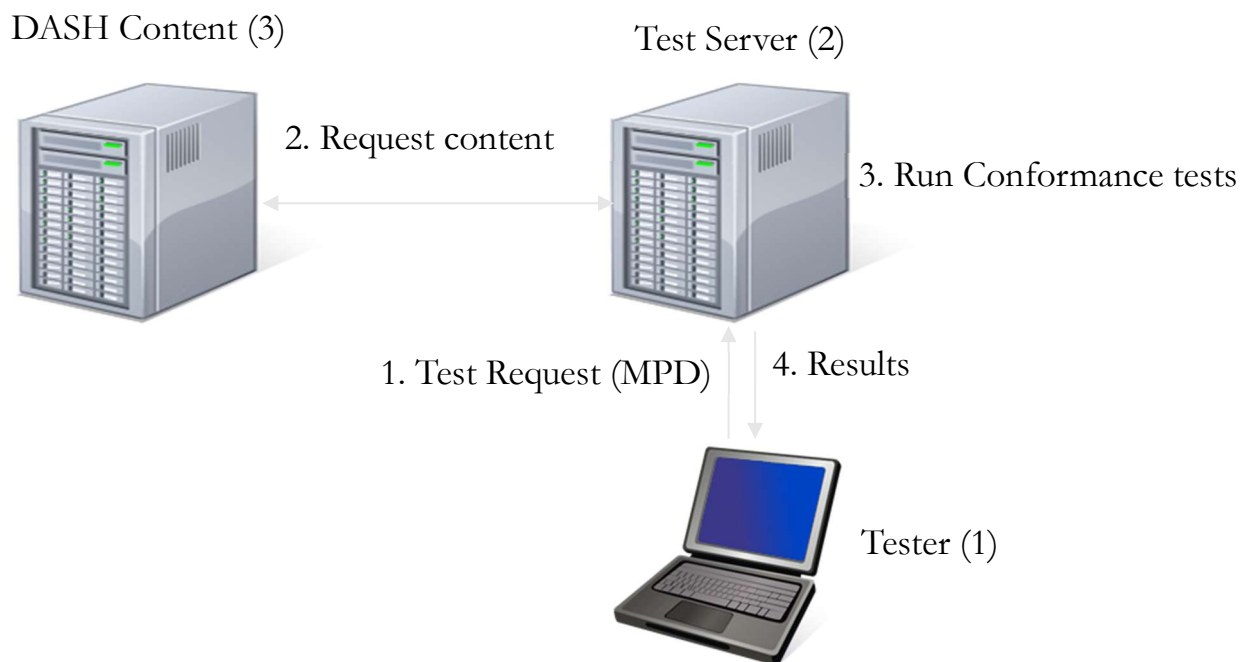 DASH Content (3)
Test Server (2)
2. Request content
3. Run Conformance tests
1. Test Request (MPD)
4. Results
Tester (1)